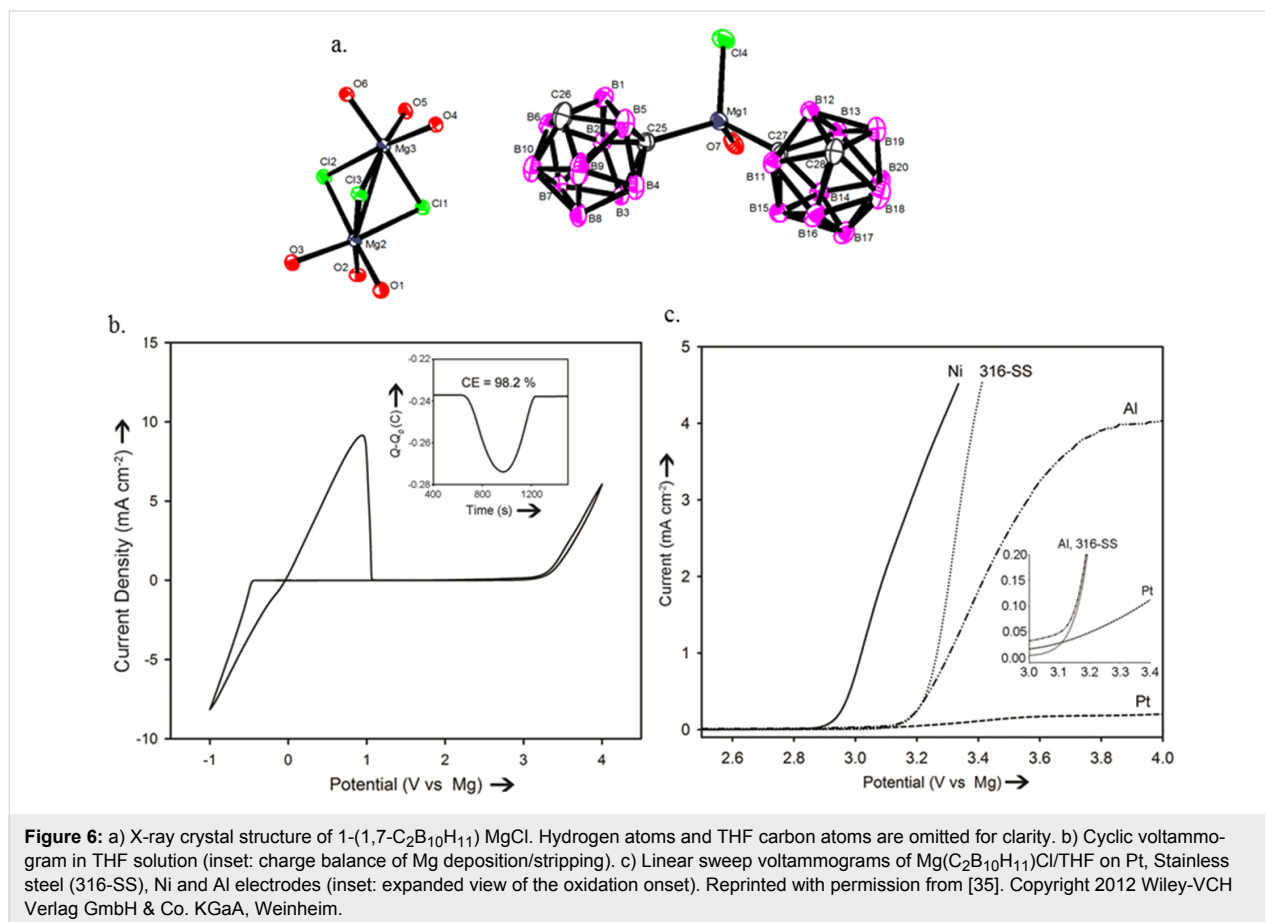 a.
O6
O5
O4
Mg3
Cl2
Cl3
Cl1
Mg2
O3
O2
O1
Cl4
B1
C26
B5
B6
B2
C25
Mg1
O7
B10
B9
B4
B7
B3
B8
B12
B13
B19
C27
C28
B11
B20
B14
B18
B15
B16
B17
b.
15
10
5
0
-5
-10
-1
0
1
2
3
4
Current Density (mA cm⁻²) →
Potential (V vs Mg) →
CE = 98.2 %
-0.22
-0.24
-0.26
-0.28
Q-Q₀ (C) →
400
800
1200
Time (s) →
c.
5
4
3
2
1
0
2.6
2.8
3.0
3.2
3.4
3.6
3.8
4.0
Current (mA cm⁻²) →
Potential (V vs Mg) →
Ni
316-SS
Al
Pt
Al, 316-SS
Pt
0.20
0.15
0.10
0.05
0.00
3.0
3.1
3.2
3.3
3.4
Figure 6: a) X-ray crystal structure of 1-(1,7-C₂B₁₀H₁₁) MgCl. Hydrogen atoms and THF carbon atoms are omitted for clarity. b) Cyclic voltammo-
gram in THF solution (inset: charge balance of Mg deposition/stripping). c) Linear sweep voltammograms of Mg(C₂B₁₀H₁₁)Cl/THF on Pt, Stainless
steel (316-SS), Ni and Al electrodes (inset: expanded view of the oxidation onset). Reprinted with permission from [35]. Copyright 2012 Wiley-VCH
Verlag GmbH & Co. KGaA, Weinheim.